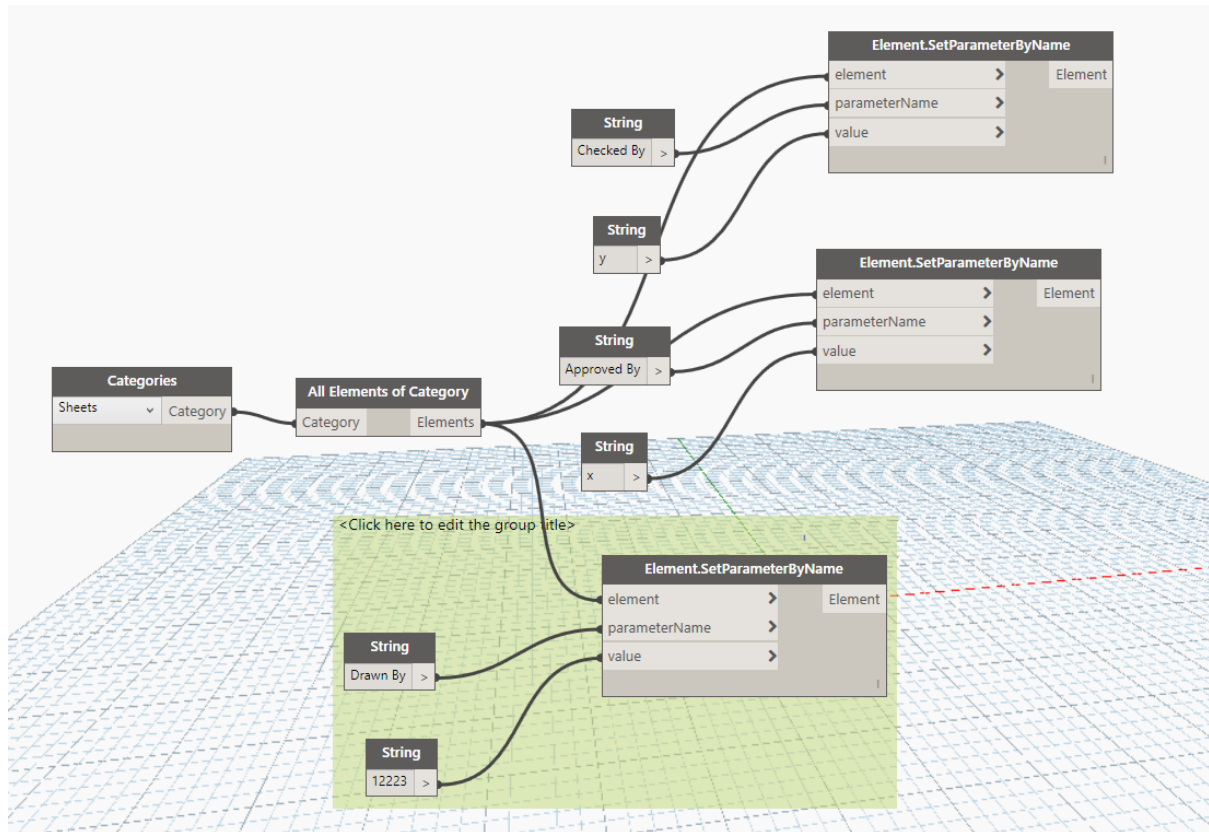 Element.SetParameterByName
element > Element
parameterName >
value >
String
Checked By >
String
y >
Element.SetParameterByName
element > Element
parameterName >
value >
String
Approved By >
Categories
Sheets Category
All Elements of Category
Category Elements
String
x >
<Click here to edit the group title>
Element.SetParameterByName
element > Element
parameterName >
value >
String
Drawn By >
String
12223 >